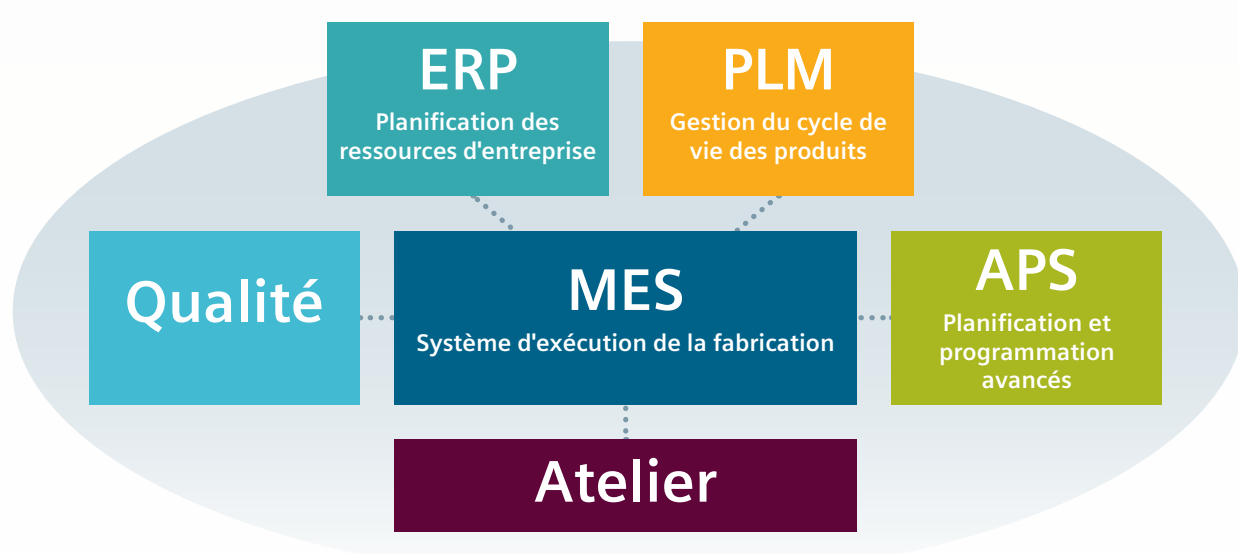 ERP
Planification des
ressources d'entreprise
PLM
Gestion du cycle de
vie des produits
Qualité
MES
Système d'exécution de la fabrication
APS
Planification et
programmation
avancés
Atelier